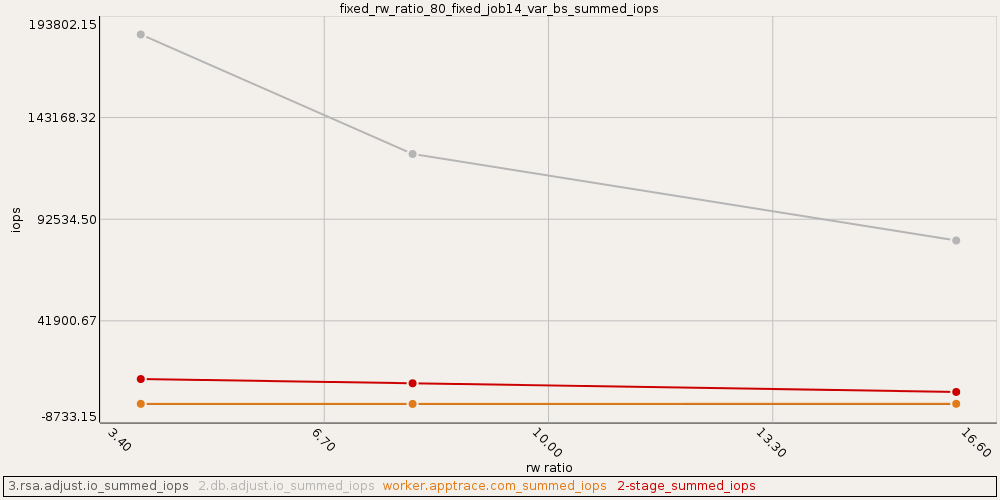 fixed_rw_ratio_80_fixed_job14_var_bs_summed_iops
193802.15
143168.32
92534.50
41900.67
-8733.15
iops
3.40 6.70 10.00 13.30 16.60
rw ratio
3.rsa.adjust.io_summed_iops 2.db.adjust.io_summed_iops worker.apptrace.com_summed_iops 2-stage_summed_iops